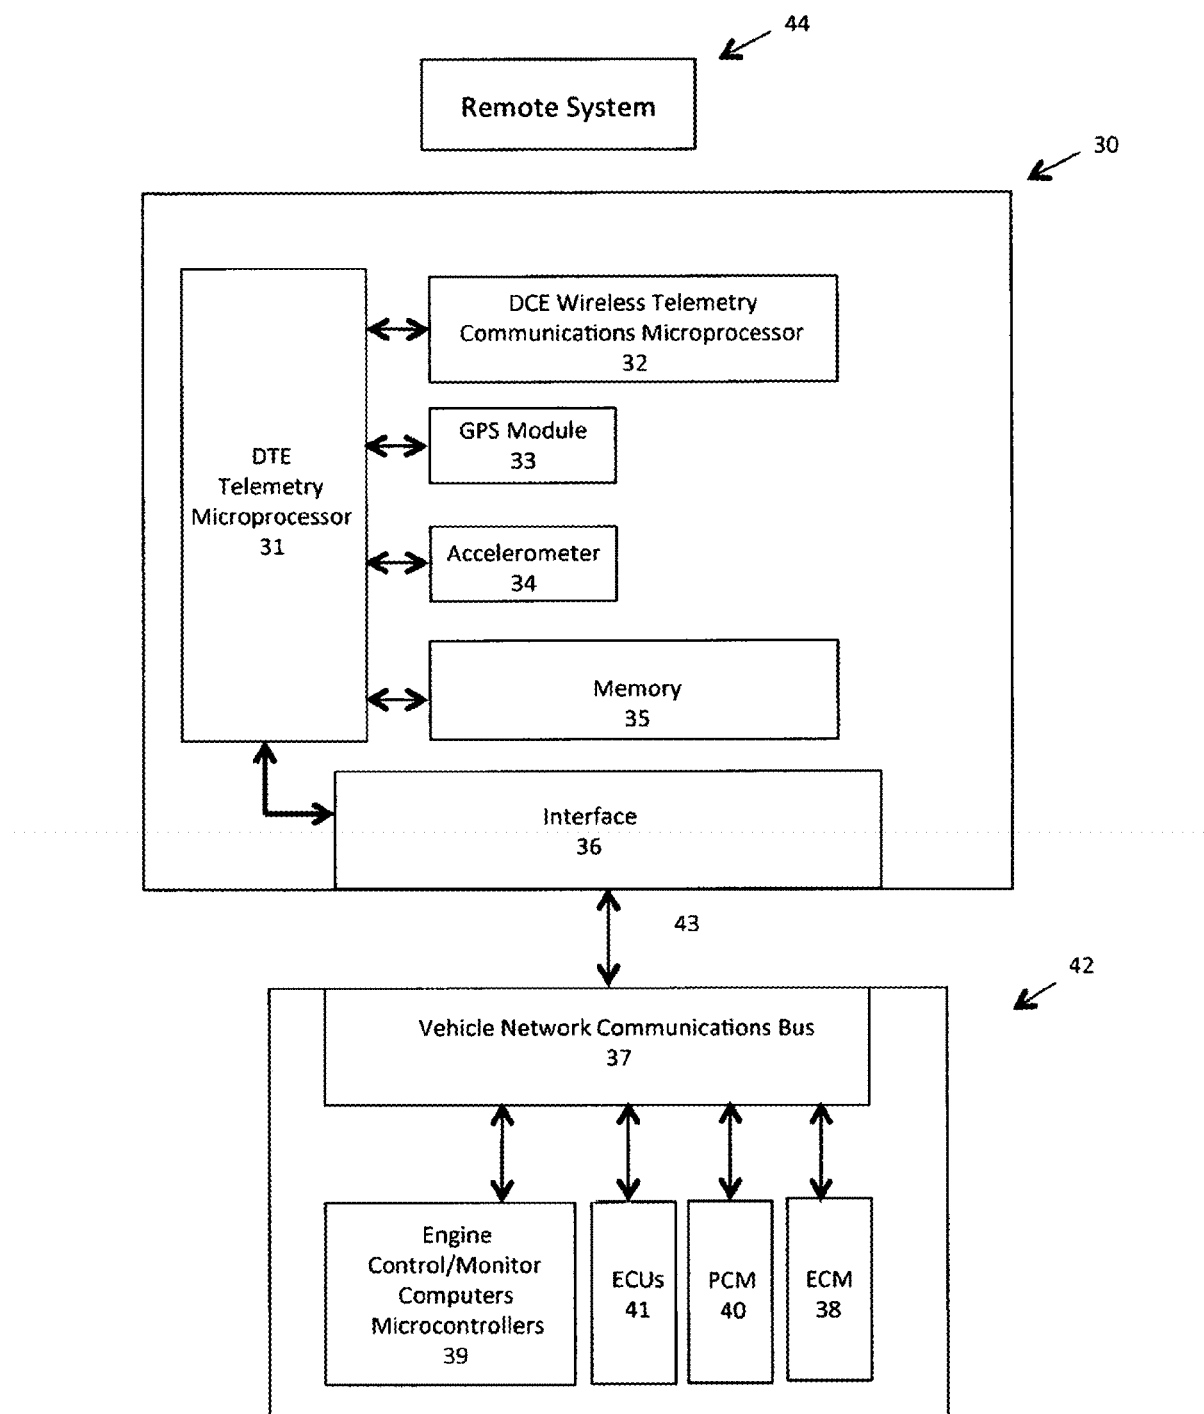 44
Remote System
30
DCE Wireless Telemetry
Communications Microprocessor
32
GPS Module
33
DTE
Telemetry
Microprocessor
31
Accelerometer
34
Memory
35
Interface
36
43
42
Vehicle Network Communications Bus
37
Engine
Control/Monitor
Computers
Microcontrollers
39
ECUs
41
PCM
40
ECM
38